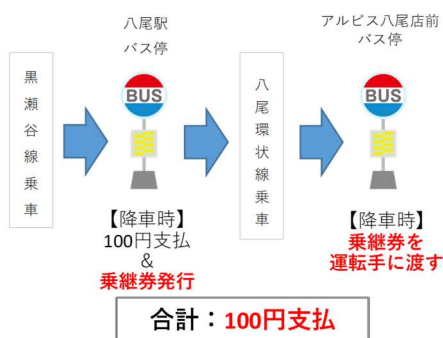 黒瀬谷線乗車
八尾駅
バス停
BUS
【降車時】
100円支払
&
乗継券発行
八尾環状線乗車
アルビス八尾店前
バス停
BUS
【降車時】
乗継券を
運転手に渡す
合計：100円支払